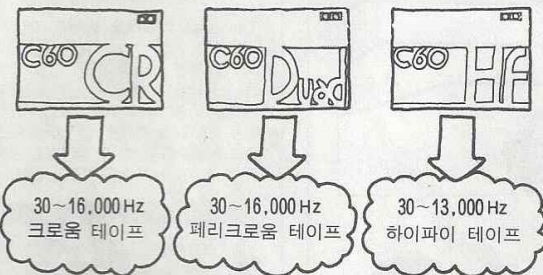 C60 CR
C60 Duad
C60 HF
30~16,000 Hz
크로움 테이프
30~16,000 Hz
페리크로움 테이프
30~13,000 Hz
하이파이 테이프